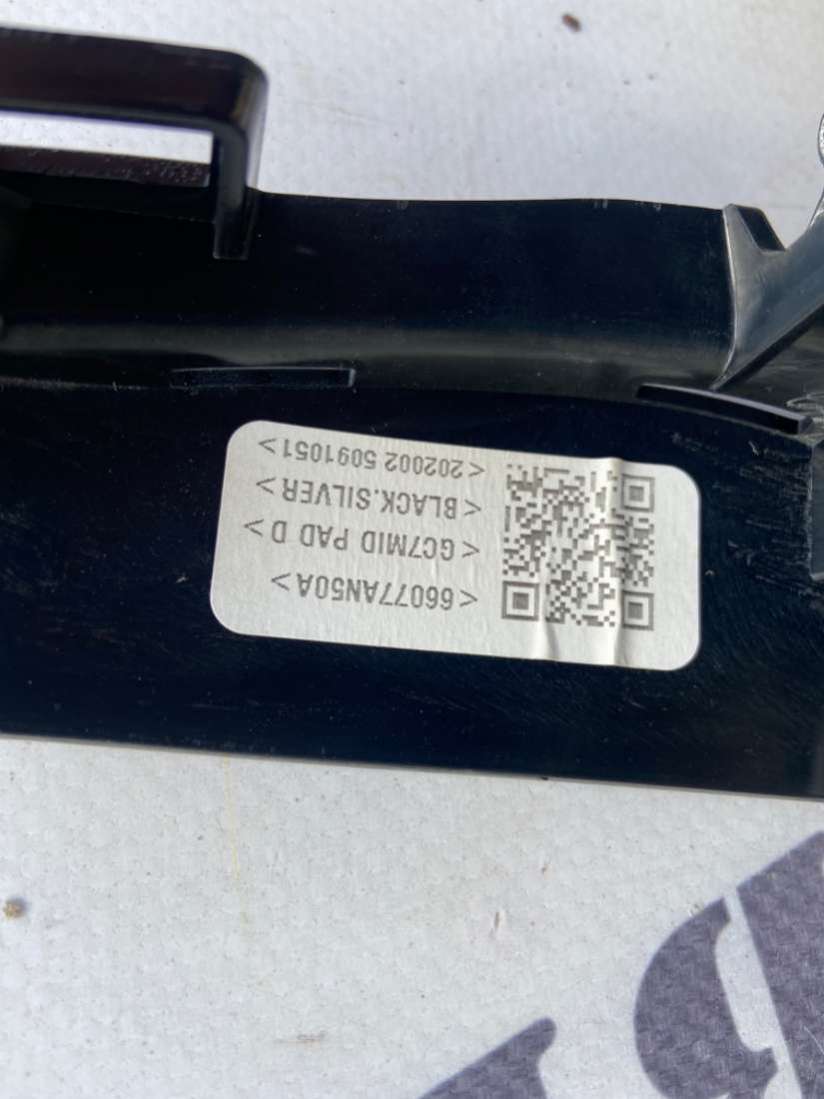 <66077AN50A>
<GC7MID PAD D>
<BLACK.SILVER>
<202002 5091051>